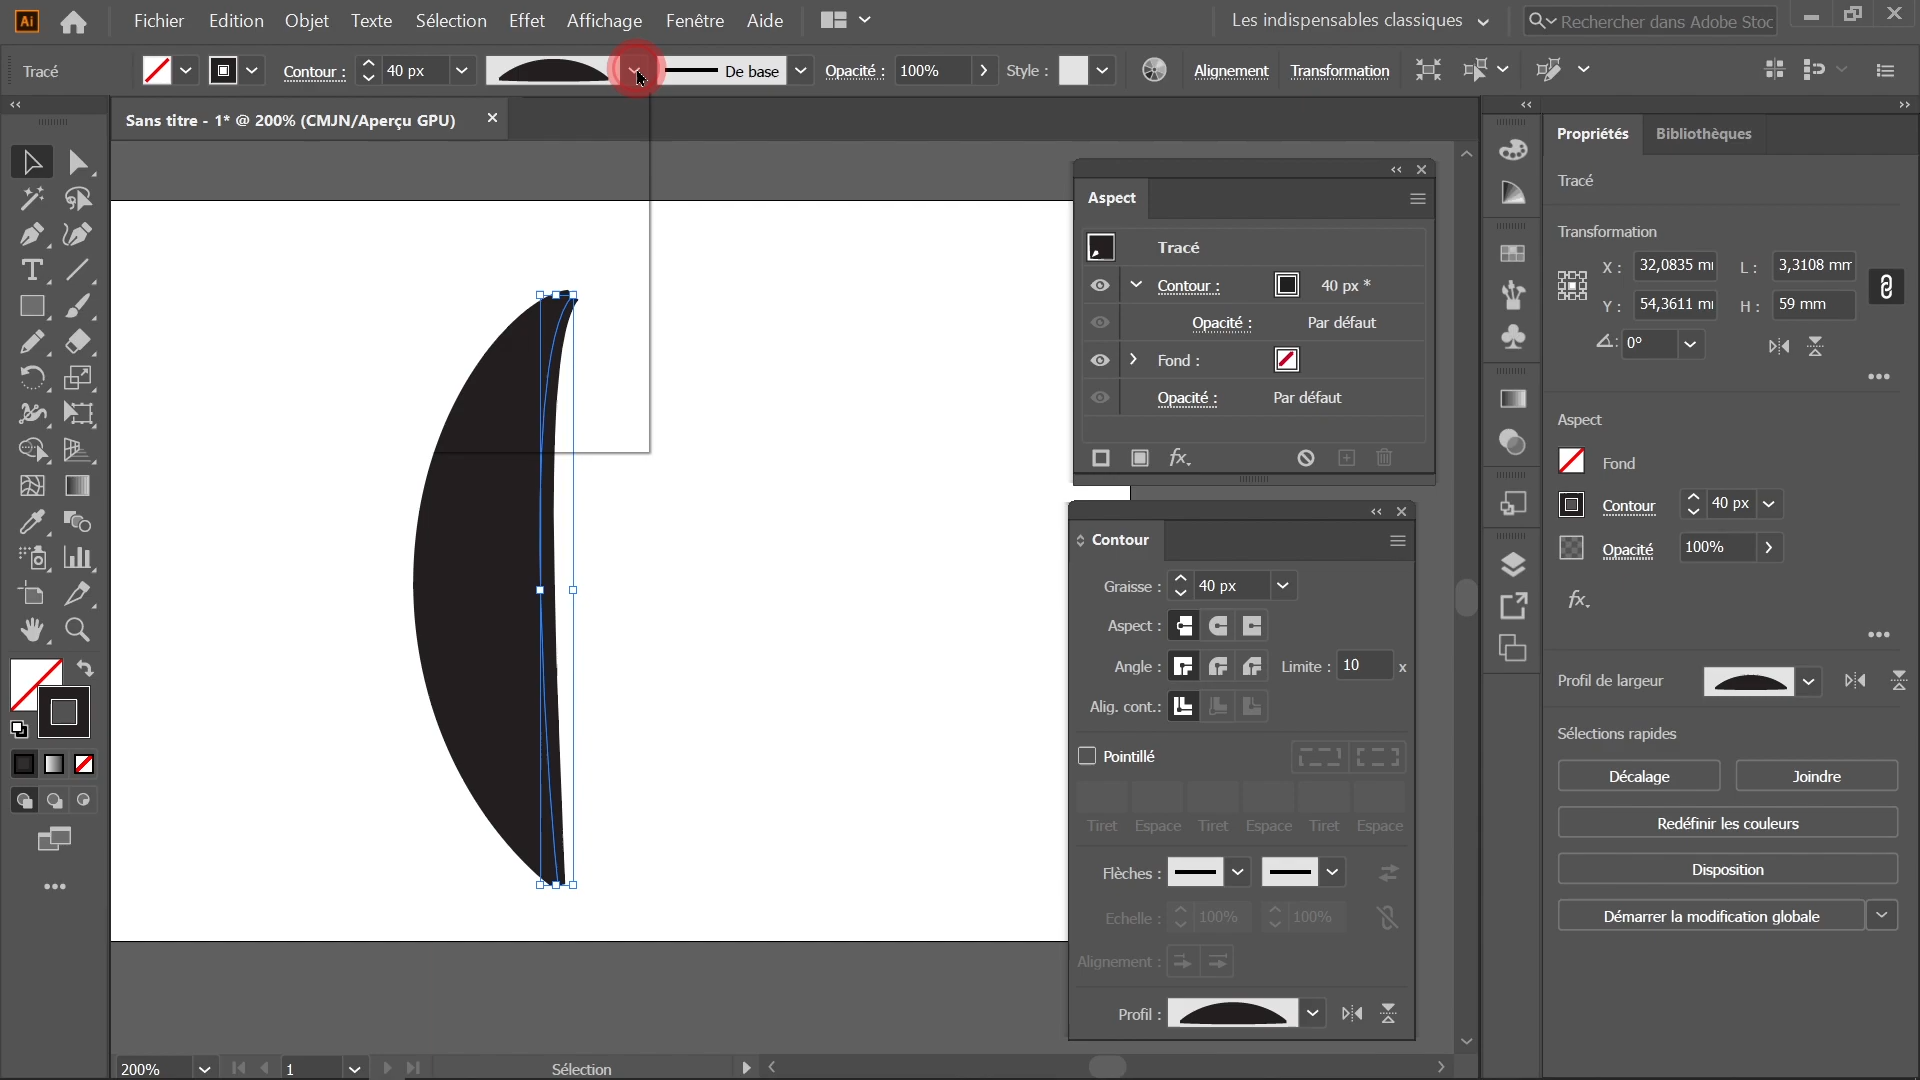 Ai Fichier Edition Objet Texte Sélection Effet Affichage Fenêtre Aide Les indispensables classiques Rechercher dans Adobe Stoc
Tracé Contour : 40 px De base Opacité : 100% Style : Alignement Transformation
Sans titre - 1* @ 200% (CMJN/Aperçu GPU)
Aspect
Tracé
Contour : 40 px *
Opacité : Par défaut
Fond :
Opacité : Par défaut
fx.
Contour
Graisse : 40 px
Aspect :
Angle : Limite : 10 x
Alig. cont.:
Pointillé
Tiret Espace Tiret Espace Tiret Espace
Flèches :
Echelle : 100% 100%
Alignement :
Profil :
Propriétés Bibliothèques
Tracé
Transformation
X : 32,0835 m L : 3,3108 mm
Y : 54,3611 m H : 59 mm
0°
Aspect
Fond
Contour 40 px
Opacité 100%
fx.
Profil de largeur
Sélections rapides
Décalage Joindre
Redéfinir les couleurs
Disposition
Démarrer la modification globale
200% 1 Sélection